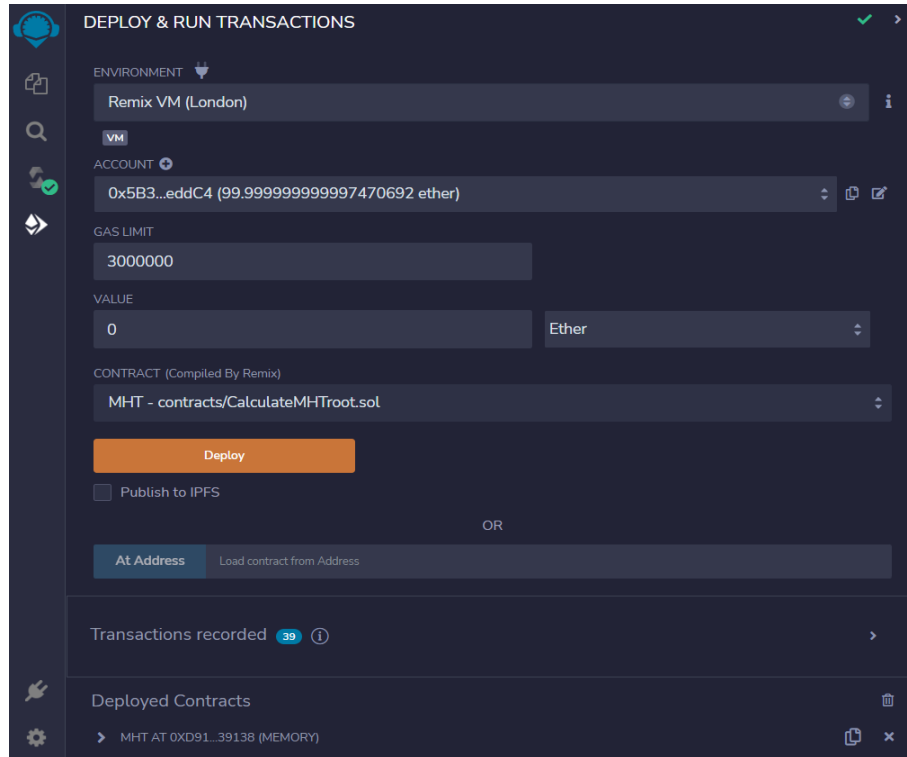 DEPLOY & RUN TRANSACTIONS
ENVIRONMENT
Remix VM (London)
VM
ACCOUNT
0x5B3...eddC4 (99.999999999997470692 ether)
GAS LIMIT
3000000
VALUE
0
Ether
CONTRACT (Compiled By Remix)
MHT - contracts/CalculateMHTroot.sol
Deploy
Publish to IPFS
OR
At Address
Load contract from Address
Transactions recorded 39
Deployed Contracts
MHT AT 0XD91...39138 (MEMORY)